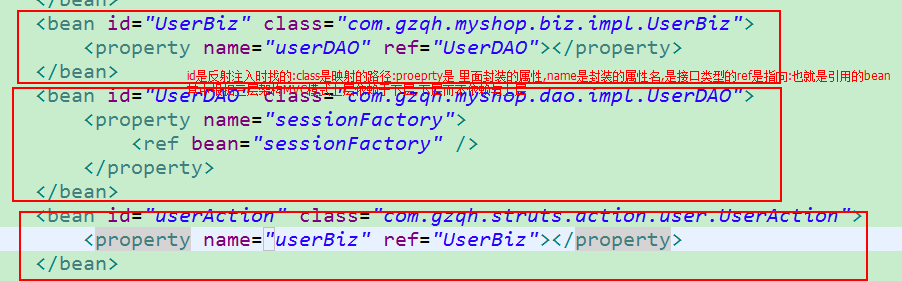 <bean id="UserBiz" class="com.gzqh.myshop.biz.impl.UserBiz">
<property name="userDAO" ref="UserDAO"></property>
</bean>
id是反射注入时找的:class是映射的路径:proeprty是 里面封装的属性,name是封装的属性名,是接口类型的ref是指向:也就是引用的bean
<bean id="UserDAO" class="com.gzqh.myshop.dao.impl.UserDAO">
<property name="sessionFactory">
<ref bean="sessionFactory" />
</property>
</bean>
<bean id="userAction" class="com.gzqh.struts.action.user.UserAction">
<property name="userBiz" ref="UserBiz"></property>
</bean>